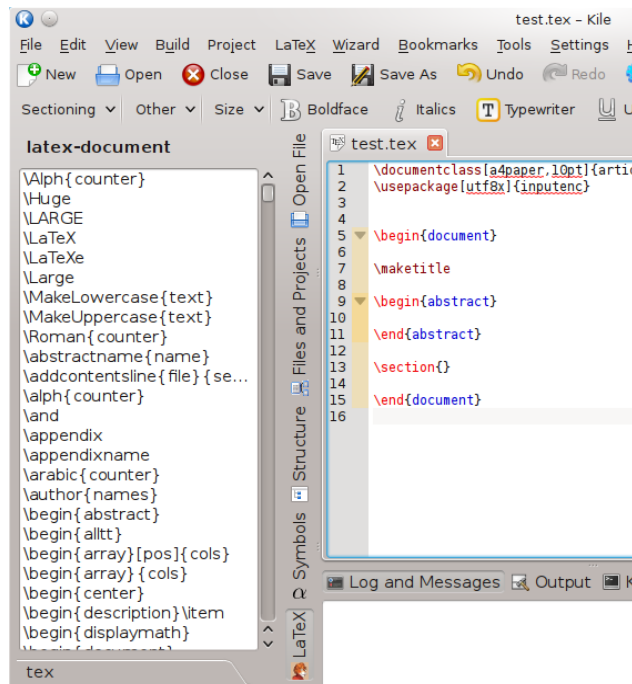 test.tex – Kile
File Edit View Build Project LaTeX Wizard Bookmarks Tools Settings
New Open Close Save Save As Undo Redo
Sectioning Other Size Boldface Italics Typewriter
latex-document
\Alph{counter}
\Huge
\LARGE
\LaTeX
\LaTeXe
\Large
\MakeLowercase{text}
\MakeUppercase{text}
\Roman{counter}
\abstractname{name}
\addcontentsline{file}{se...
\alph{counter}
\and
\appendix
\appendixname
\arabic{counter}
\author{names}
\begin{abstract}
\begin{alltt}
\begin{array}[pos]{cols}
\begin{array}{cols}
\begin{center}
\begin{description}\item
\begin{displaymath}
\begin{document}
tex
Open File
Files and Projects
Structure
Symbols
LaTeX
test.tex
1 \documentclass[a4paper,10pt]{artic
2 \usepackage[utf8x]{inputenc}
3
4
5 \begin{document}
6
7 \maketitle
8
9 \begin{abstract}
10
11 \end{abstract}
12
13 \section{}
14
15 \end{document}
16
Log and Messages Output